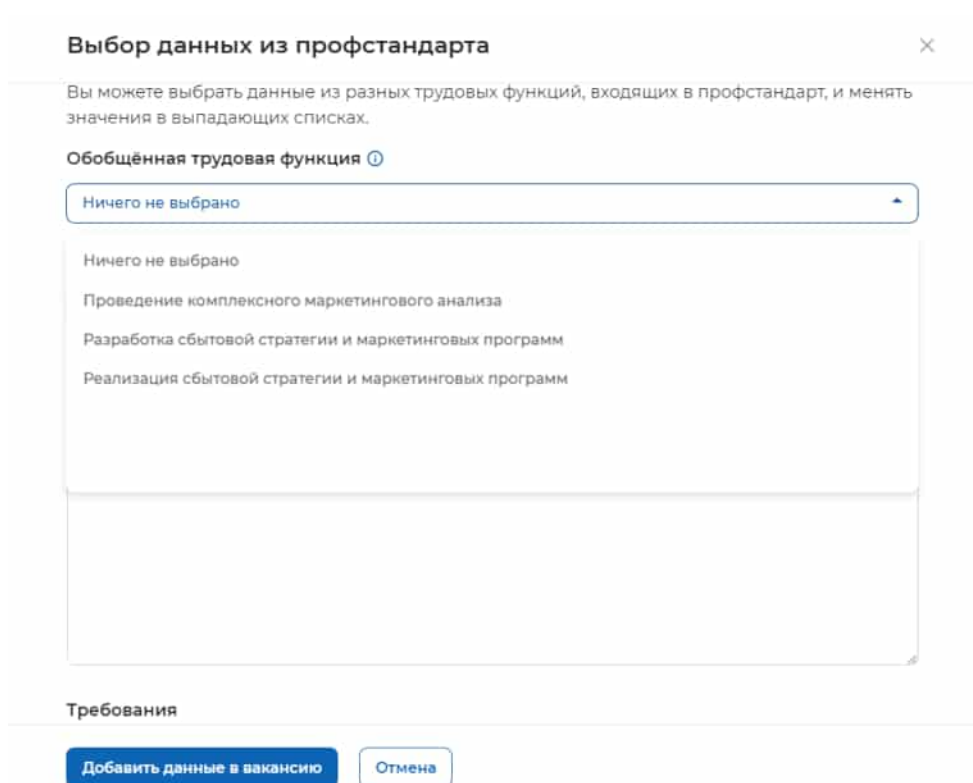 Выбор данных из профстандарта
Вы можете выбрать данные из разных трудовых функций, входящих в профстандарт, и менять
значения в выпадающих списках.
Обобщённая трудовая функция
Ничего не выбрано
Ничего не выбрано
Проведение комплексного маркетингового анализа
Разработка сбытовой стратегии и маркетинговых программ
Реализация сбытовой стратегии и маркетинговых программ
Требования
Добавить данные в вакансию
Отмена